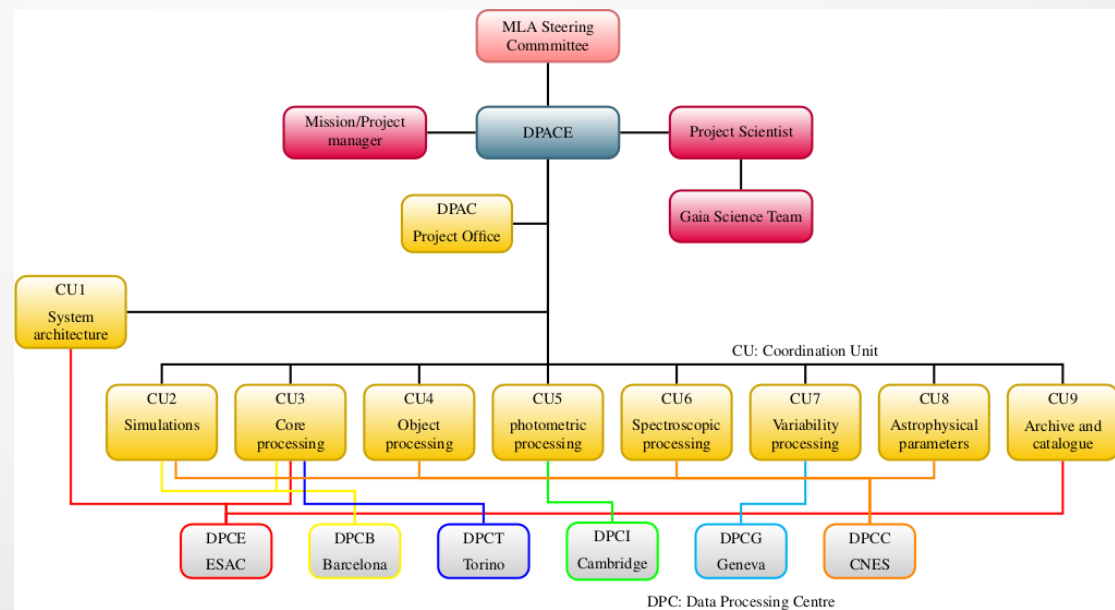 MLA Steering
Commmittee
Mission/Project
manager
DPACE
Project Scientist
DPAC
Project Office
Gaia Science Team
CU1
System
architecture
CU: Coordination Unit
CU2
Simulations
CU3
Core
processing
CU4
Object
processing
CU5
photometric
processing
CU6
Spectroscopic
processing
CU7
Variability
processing
CU8
Astrophysical
parameters
CU9
Archive and
catalogue
DPCE
ESAC
DPCB
Barcelona
DPCT
Torino
DPCI
Cambridge
DPCG
Geneva
DPCC
CNES
DPC: Data Processing Centre